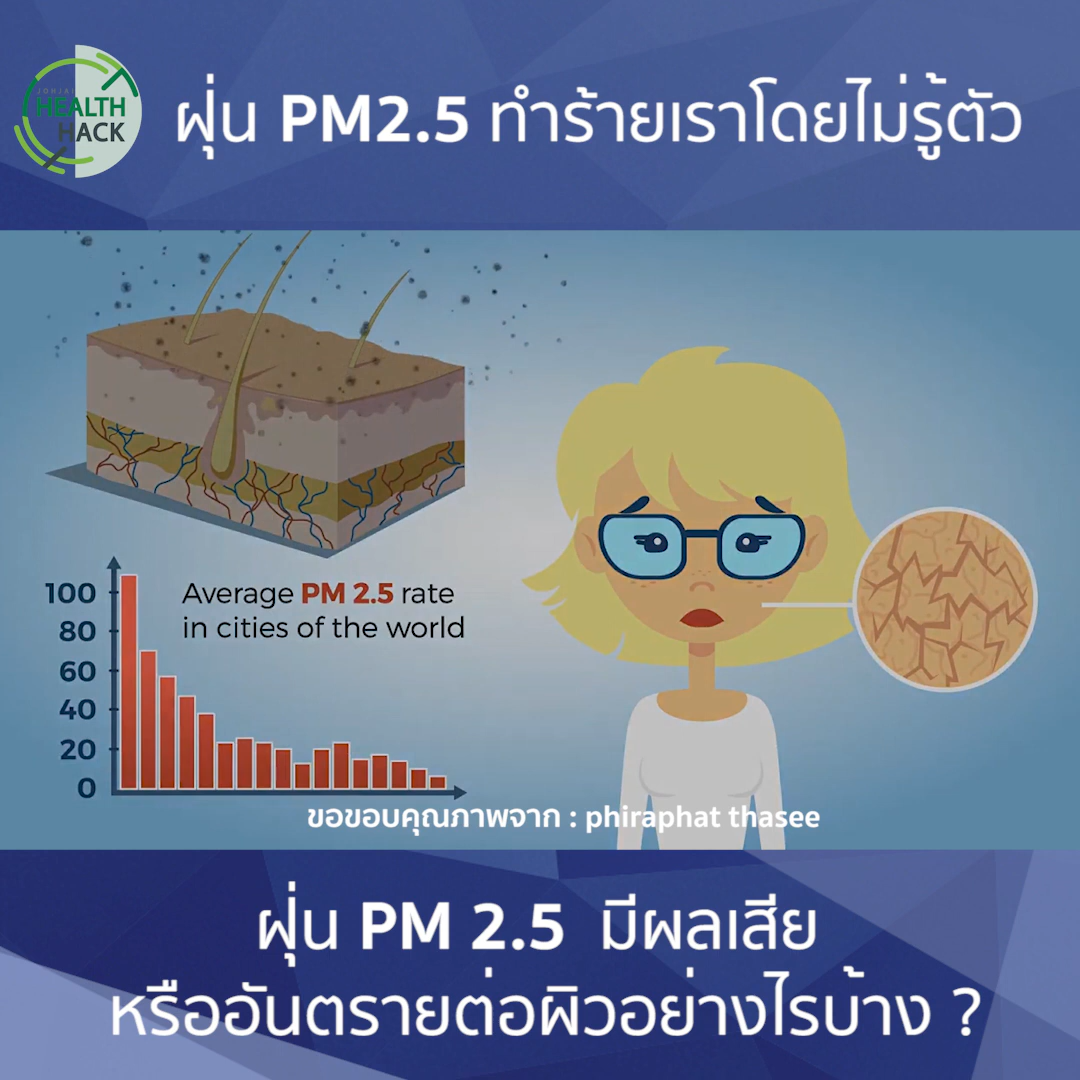 JONJAI
HEALTH
HACK
ฝุ่น PM2.5 ทำร้ายเราโดยไม่รู้ตัว
Average PM 2.5 rate
in cities of the world
100
80
60
40
20
0
ขอขอบคุณภาพจาก : phiraphat thasee
ฝุ่น PM 2.5 มีผลเสีย
หรืออันตรายต่อผิวอย่างไรบ้าง ?